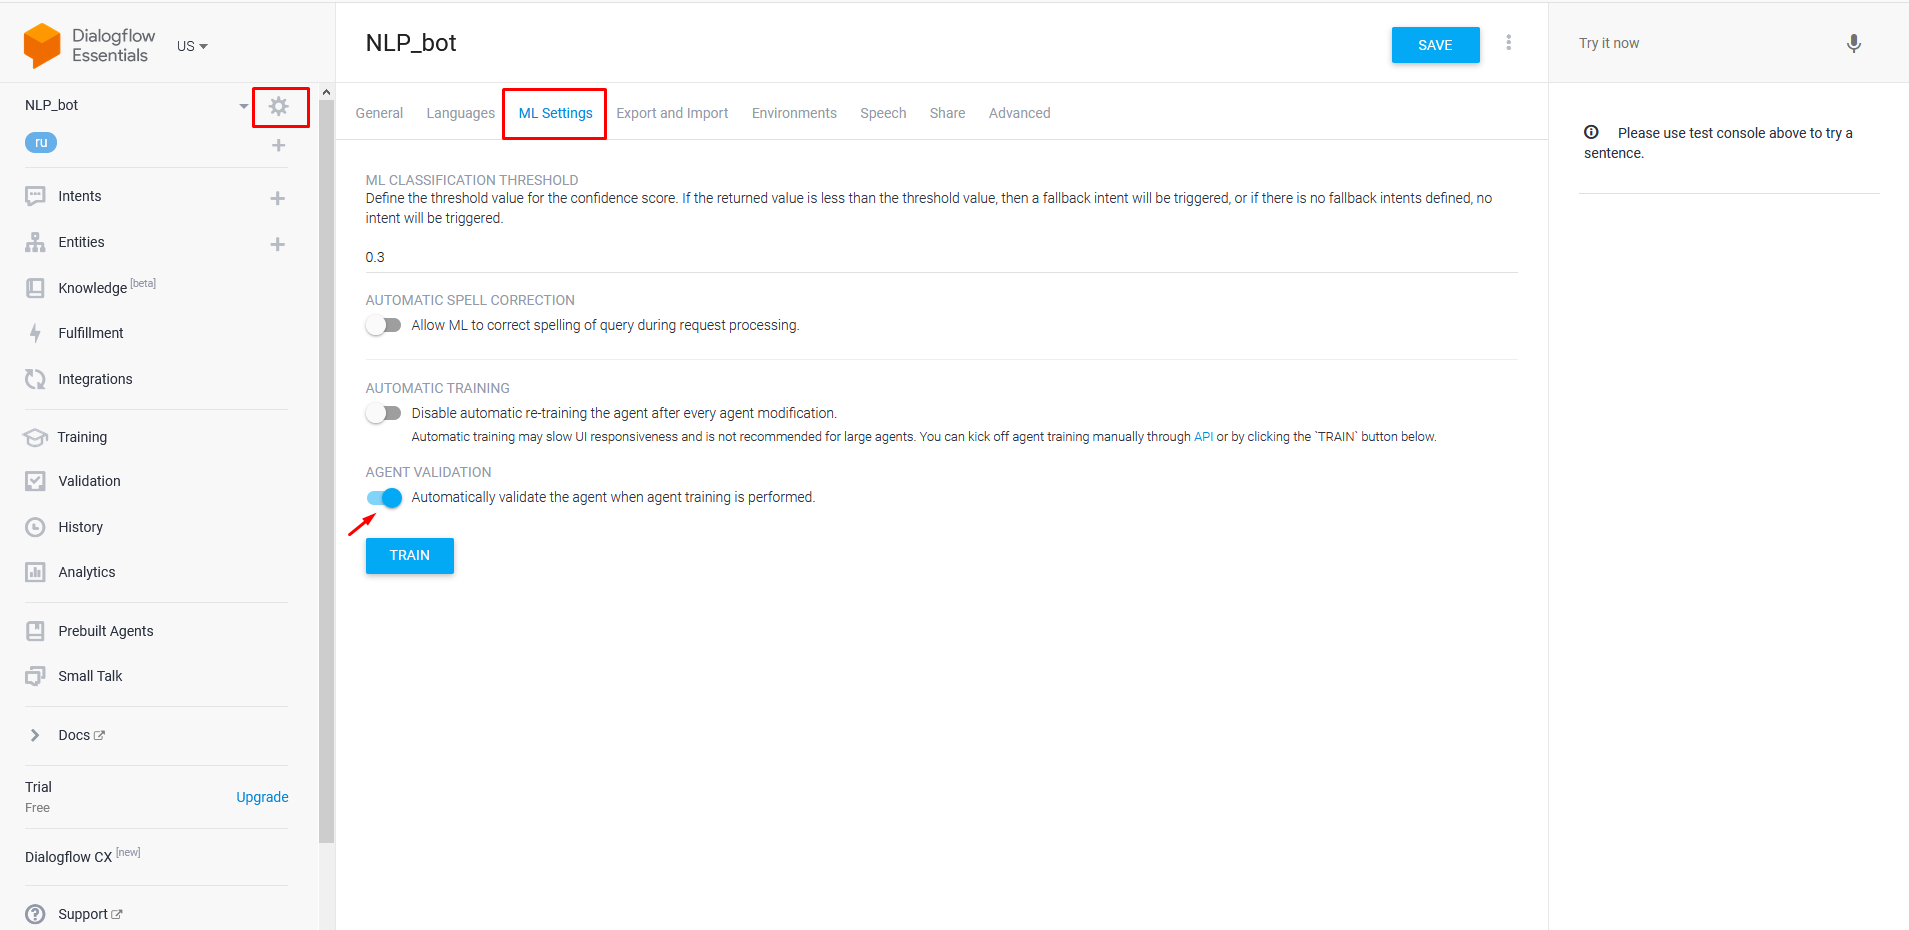 Dialogflow
Essentials
US
NLP_bot
ru
Intents
Entities
Knowledge [beta]
Fulfillment
Integrations
Training
Validation
History
Analytics
Prebuilt Agents
Small Talk
Docs
Trial
Free
Upgrade
Dialogflow CX [new]
Support
NLP_bot
SAVE
General Languages ML Settings Export and Import Environments Speech Share Advanced
ML CLASSIFICATION THRESHOLD
Define the threshold value for the confidence score. If the returned value is less than the threshold value, then a fallback intent will be triggered, or if there is no fallback intents defined, no
intent will be triggered.
0.3
AUTOMATIC SPELL CORRECTION
Allow ML to correct spelling of query during request processing.
AUTOMATIC TRAINING
Disable automatic re-training the agent after every agent modification.
Automatic training may slow UI responsiveness and is not recommended for large agents. You can kick off agent training manually through API or by clicking the `TRAIN` button below.
AGENT VALIDATION
Automatically validate the agent when agent training is performed.
TRAIN
Try it now
Please use test console above to try a
sentence.